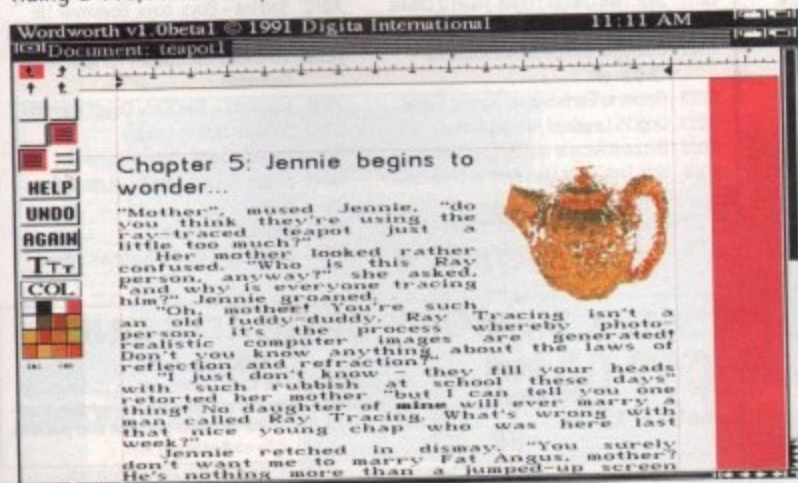 Wordworth v1.0beta1 © 1991 Digita International 11:11 AM
Document: teapot1
HELP
UNDO
AGAIN
TTT
COL
Chapter 5: Jennie begins to
wonder...
"Mother", mused Jennie, "do
you think they're using the
ray-traced teapot just a
little too much?"
Her mother looked rather
confused. "Who is this Ray
person, anyway?" she asked,
"and why is everyone tracing
him?" Jennie groaned.
"Oh, mother! You're such
an old fuddy-duddy. Ray Tracing isn't a
person, it's the process whereby photo-
realistic computer images are generated!
Don't you know anything about the laws of
reflection and refraction?"
"I just don't know – they fill your heads
with such rubbish at school these days"
retorted her mother "but I can tell you one
thing! No daughter of mine will ever marry a
man called Ray Tracing. What's wrong with
that nice young chap who was here last
week?"
Jennie retched in dismay. "You surely
don't want me to marry Fat Angus, mother?
He's nothing more than a jumped-up screen